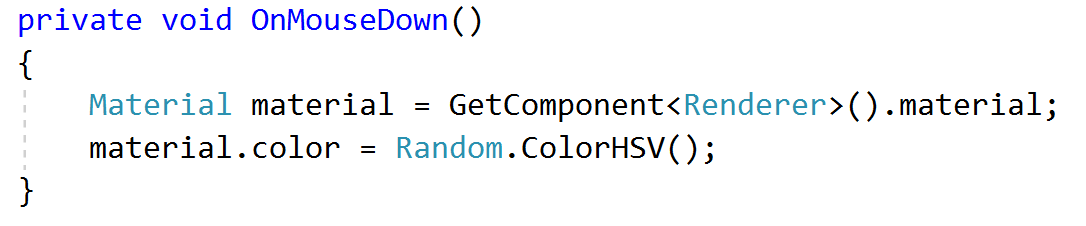 private void OnMouseDown()
{
    Material material = GetComponent<Renderer>().material;
    material.color = Random.ColorHSV();
}